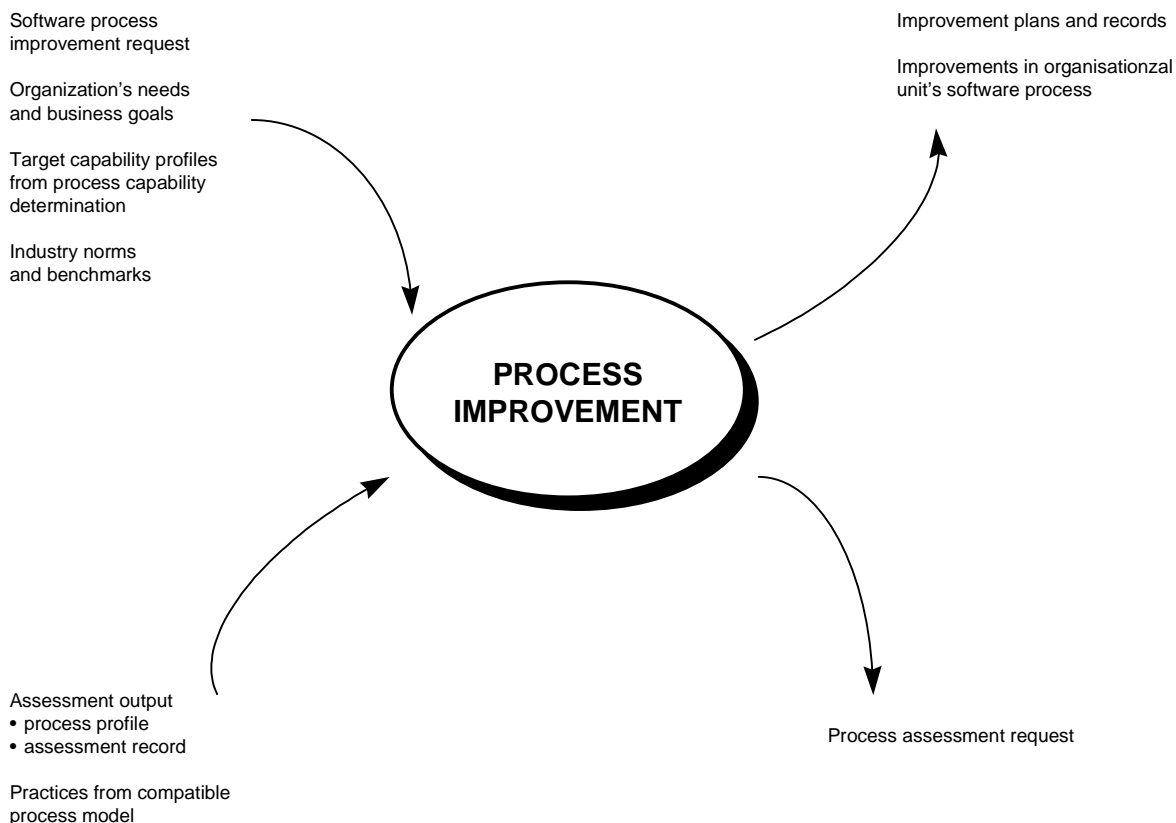 Software process
improvement request
Organization's needs
and business goals
Target capability profiles
from process capability
determination
Industry norms
and benchmarks
Improvement plans and records
Improvements in organisationzal
unit's software process
PROCESS
IMPROVEMENT
Assessment output
• process profile
• assessment record
Practices from compatible
process model
Process assessment request